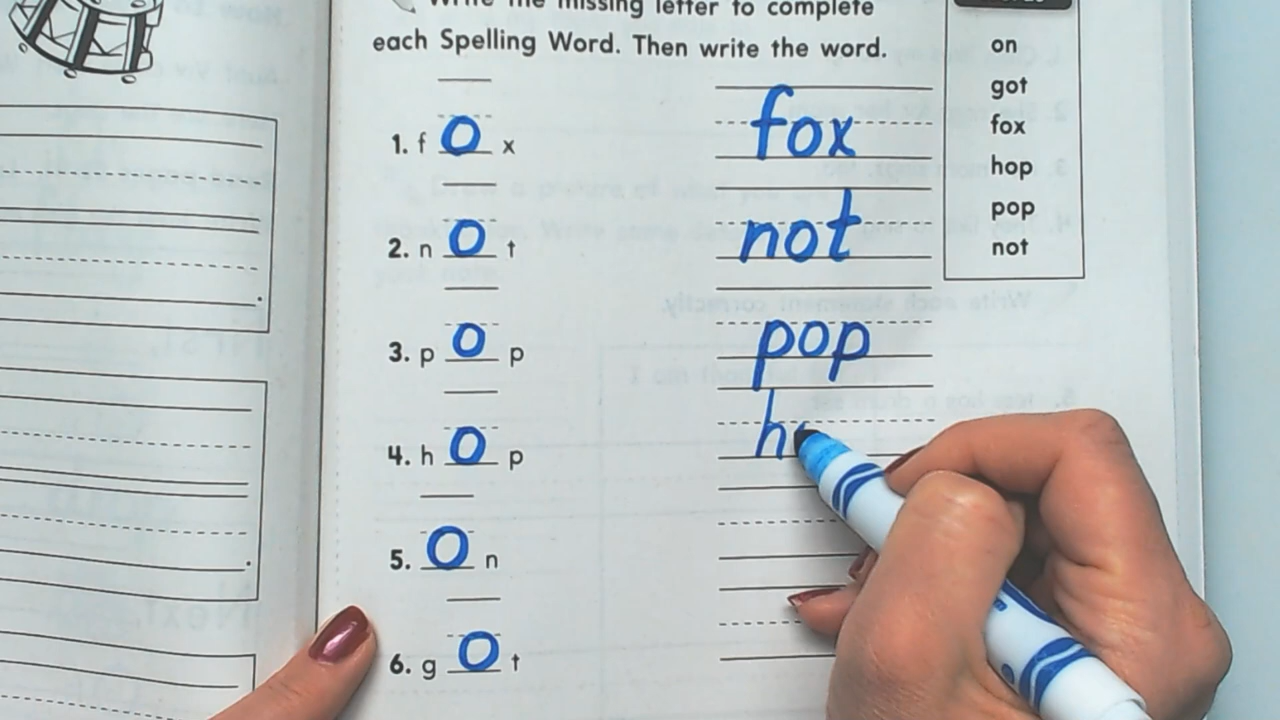 Write the missing letter to complete
each Spelling Word. Then write the word.
1. f o x fox
2. n o t not
3. p o p pop
4. h o p ho
5. o n
6. g o t
on
got
fox
hop
pop
not